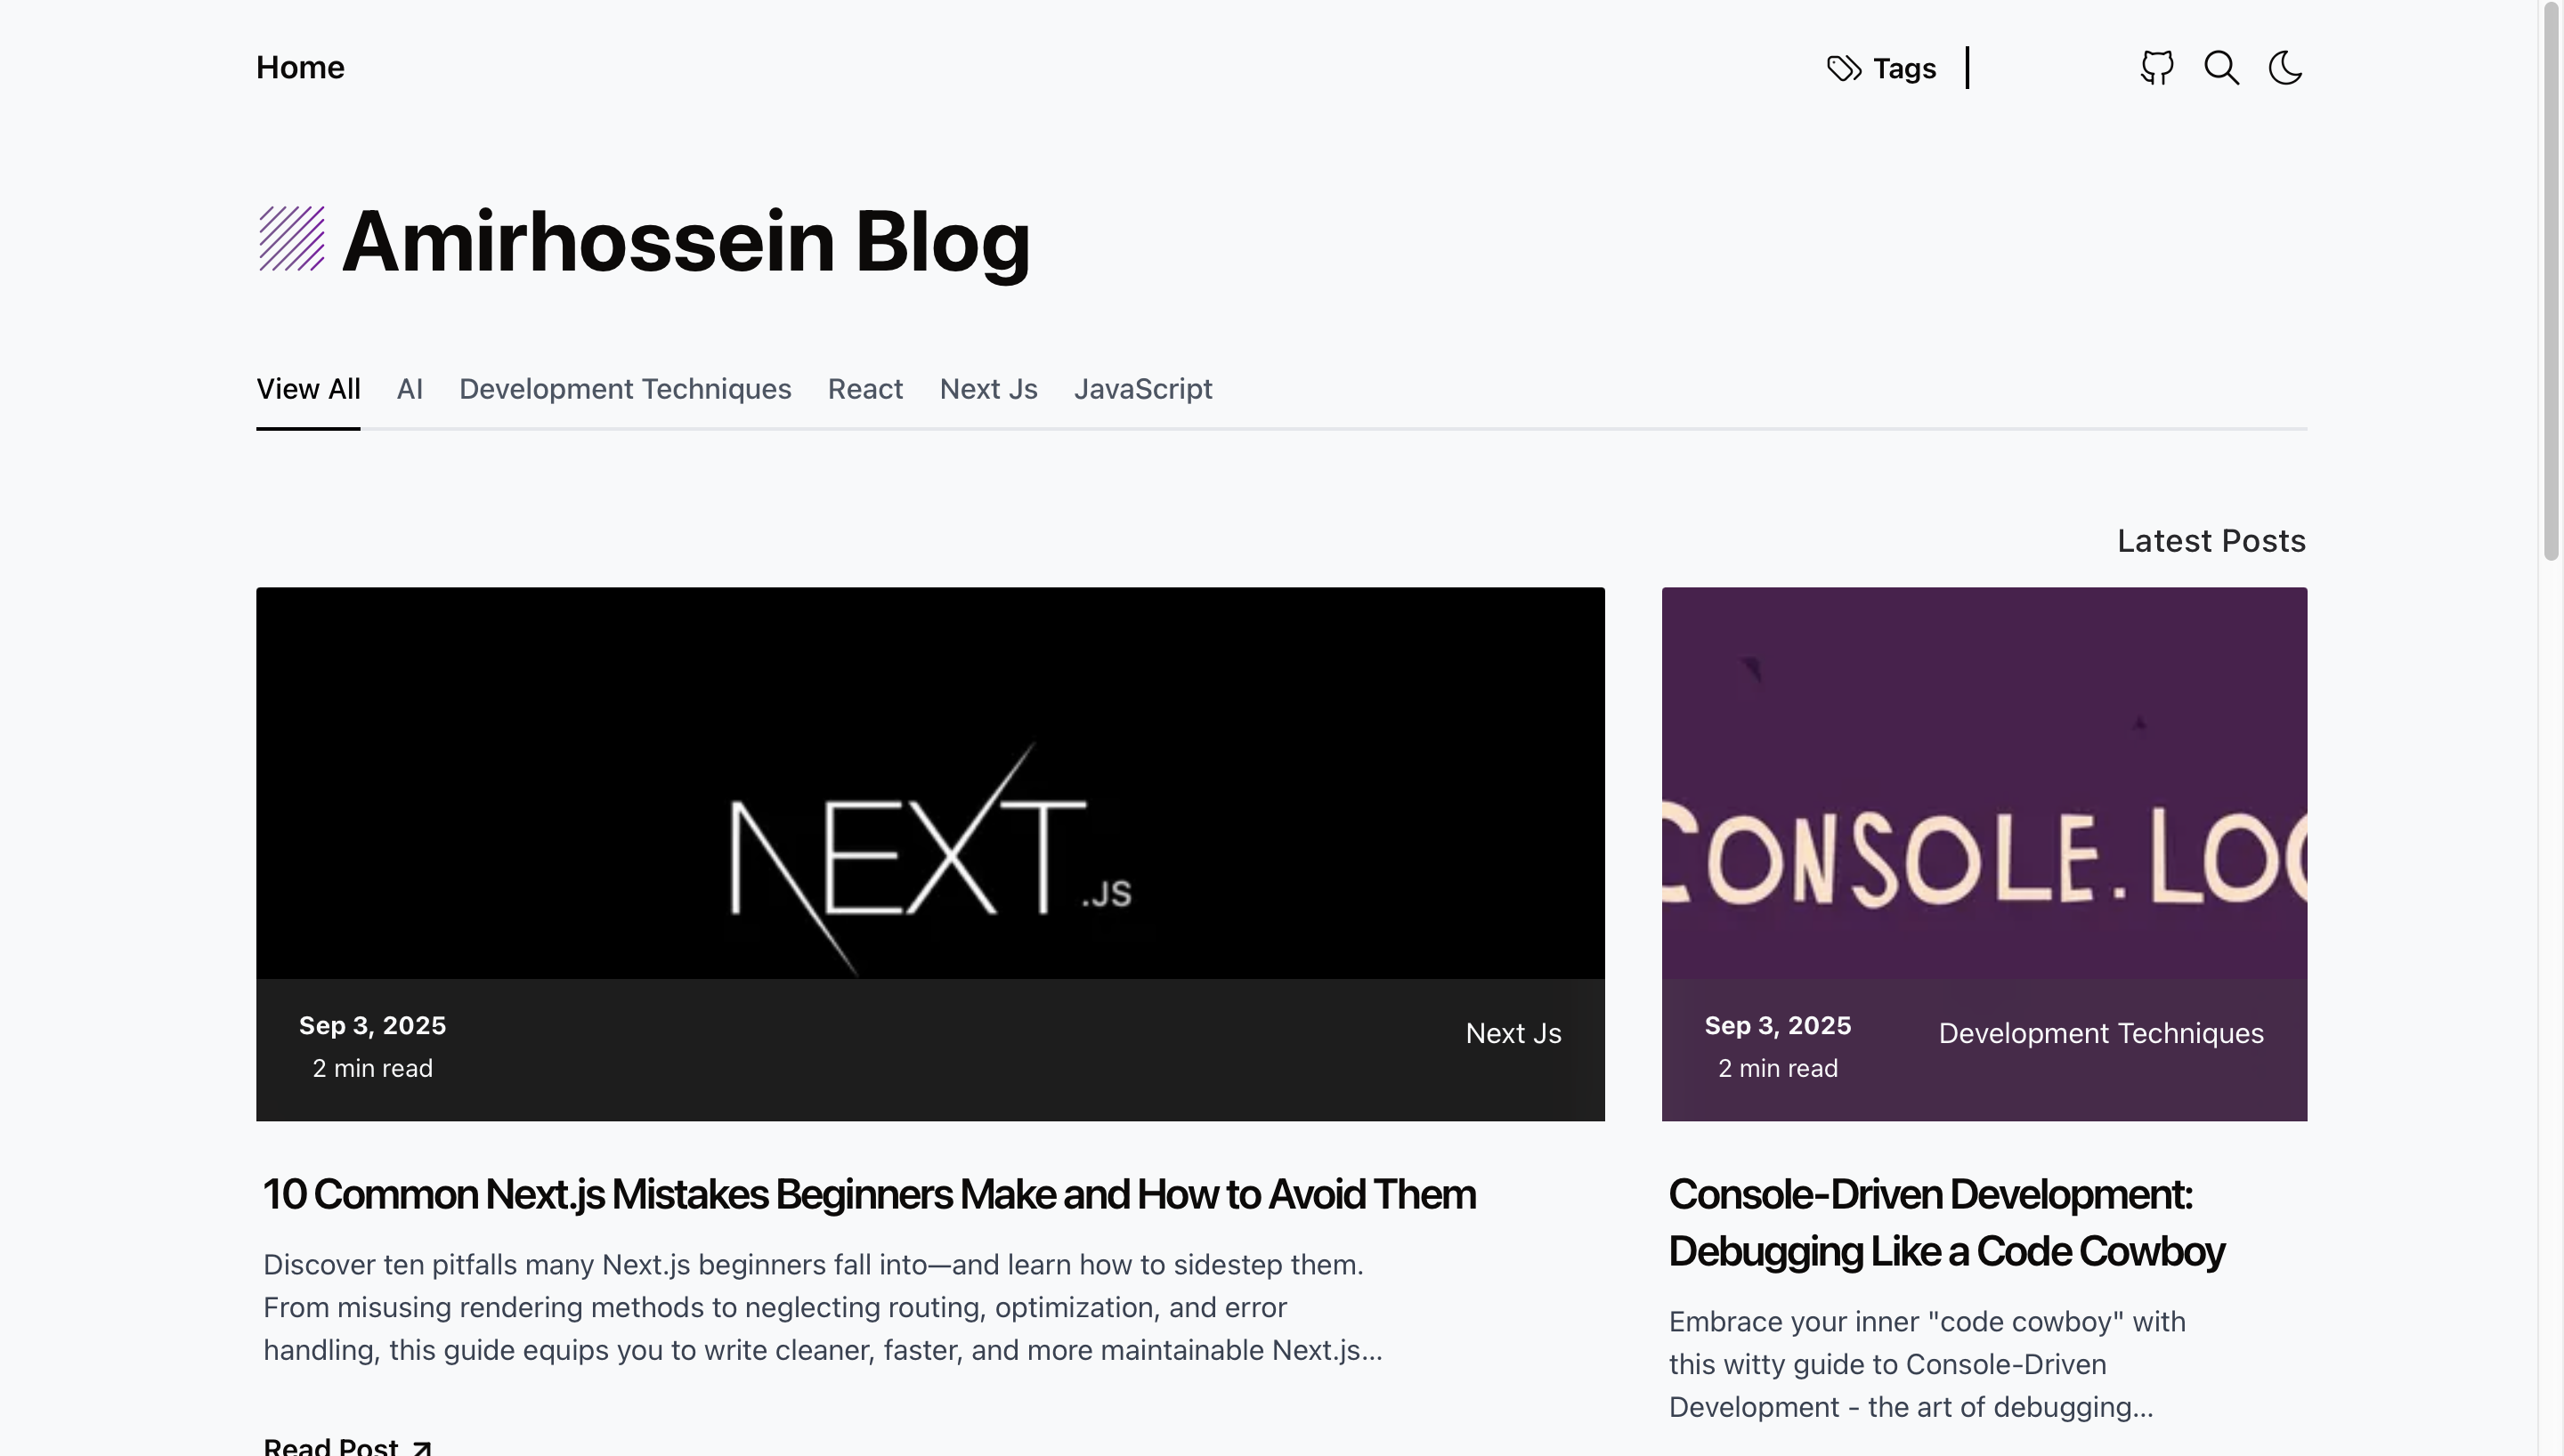 Home
Tags
Amirhossein Blog
View All AI Development Techniques React Next Js JavaScript
Latest Posts
NEXT.JS
Sep 3, 2025
2 min read
Next Js
10 Common Next.js Mistakes Beginners Make and How to Avoid Them
Discover ten pitfalls many Next.js beginners fall into—and learn how to sidestep them.
From misusing rendering methods to neglecting routing, optimization, and error
handling, this guide equips you to write cleaner, faster, and more maintainable Next.js...
Read Post
CONSOLE.LOG
Sep 3, 2025
2 min read
Development Techniques
Console-Driven Development:
Debugging Like a Code Cowboy
Embrace your inner "code cowboy" with
this witty guide to Console-Driven
Development - the art of debugging...